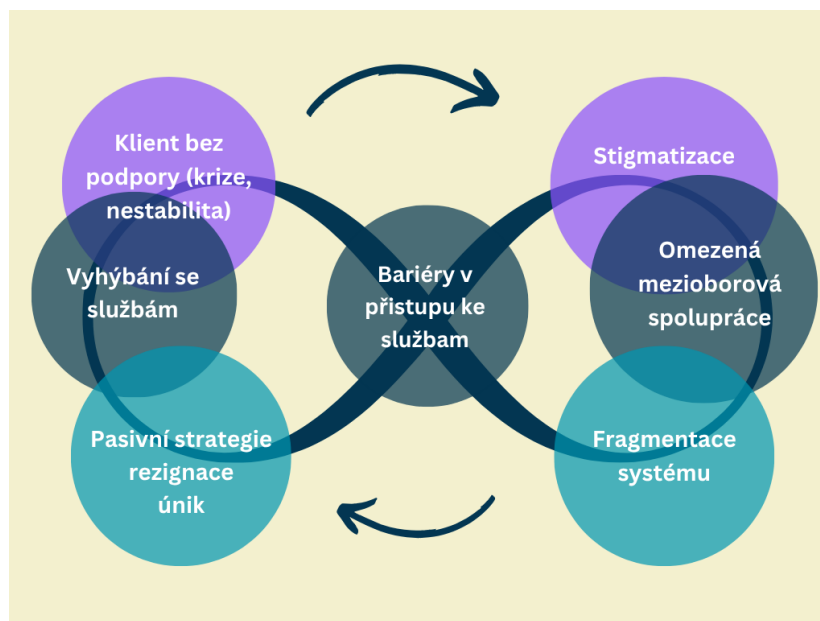 Klient bez
podpory (krize,
nestabilita)
Vyhýbání se
službám
Pasivní strategie
rezignace
únik
Bariéry v
přistupu ke
službam
Stigmatizace
Omezená
mezioborová
spolupráce
Fragmentace
systému